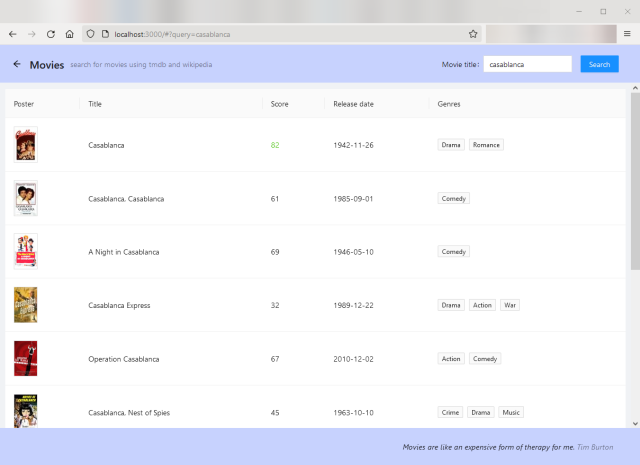 localhost:3000/#?query=casablanca
Movies search for movies using tmdb and wikipedia Movie title: casablanca Search
Poster Title Score Release date Genres
Casablanca 82 1942-11-26 Drama Romance
Casablanca, Casablanca 61 1985-09-01 Comedy
A Night in Casablanca 69 1946-05-10 Comedy
Casablanca Express 32 1989-12-22 Drama Action War
Operation Casablanca 67 2010-12-02 Action Comedy
Casablanca, Nest of Spies 45 1963-10-10 Crime Drama Music
Movies are like an expensive form of therapy for me. Tim Burton